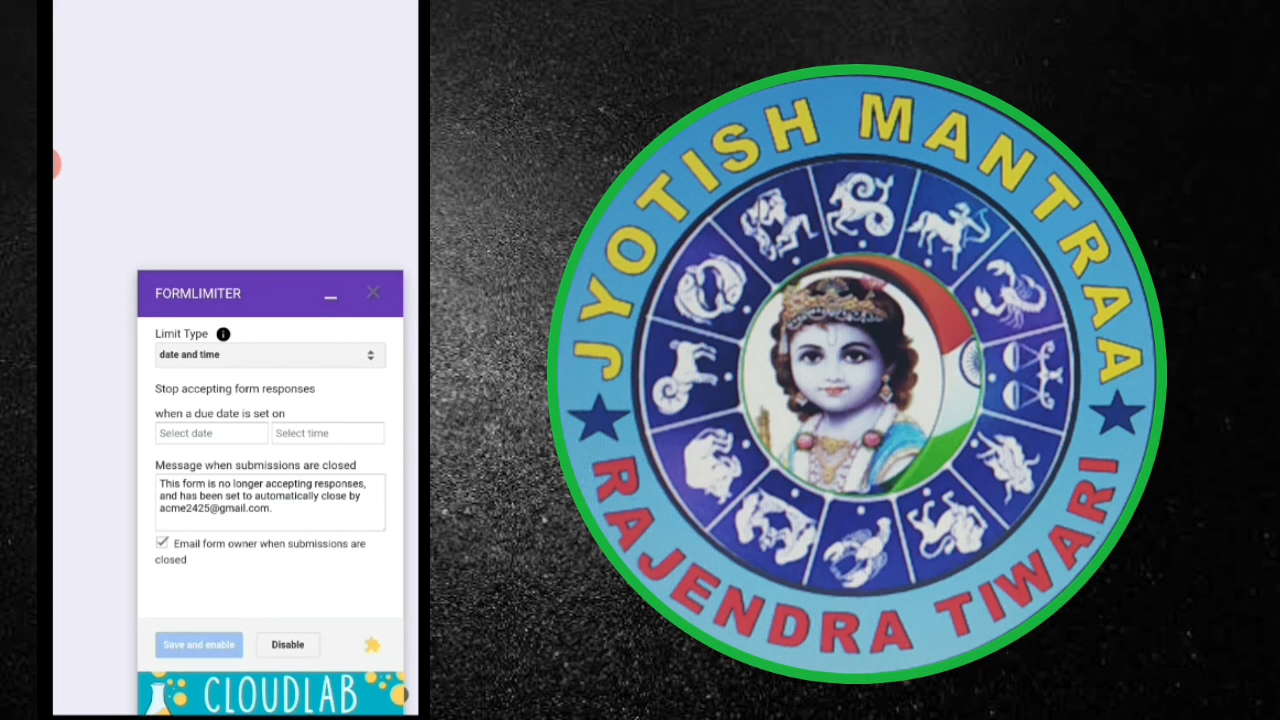 FORMLIMITER
Limit Type
date and time
Stop accepting form responses
when a due date is set on
Select date Select time
Message when submissions are closed
This form is no longer accepting responses,
and has been set to automatically close by
acme2425@gmail.com.
Email form owner when submissions are
closed
Save and enable Disable
CLOUDLAB
JYOTISH MANTRAA
RAJENDRA TIWARI